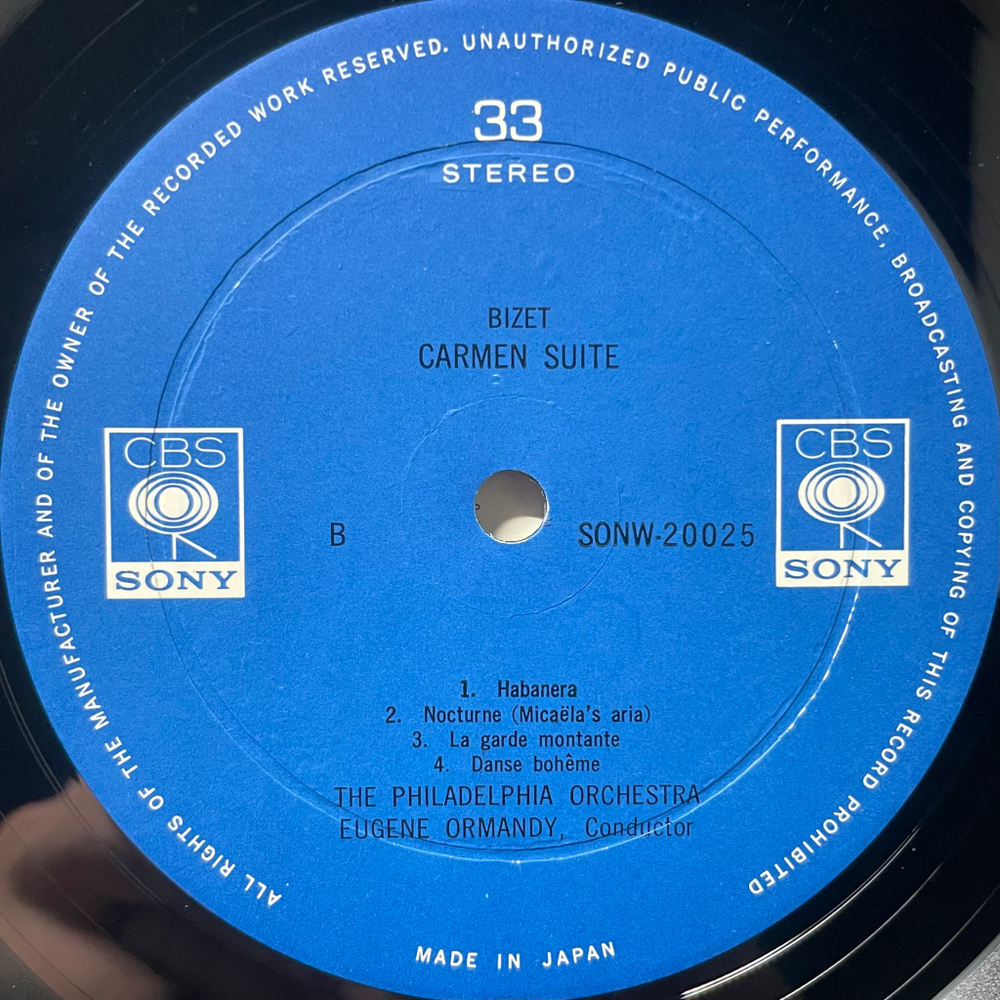 ALL RIGHTS OF THE MANUFACTURER AND OF THE OWNER OF THE RECORDED WORK RESERVED. UNAUTHORIZED PUBLIC PERFORMANCE, BROADCASTING AND COPYING OF THIS RECORD PROHIBITED
33
STEREO
BIZET
CARMEN SUITE
CBS
SONY
CBS
SONY
B
SONW-20025
1. Habanera
2. Nocturne (Micaëla's aria)
3. La garde montante
4. Danse bohême
THE PHILADELPHIA ORCHESTRA
EUGENE ORMANDY, Conductor
MADE IN JAPAN